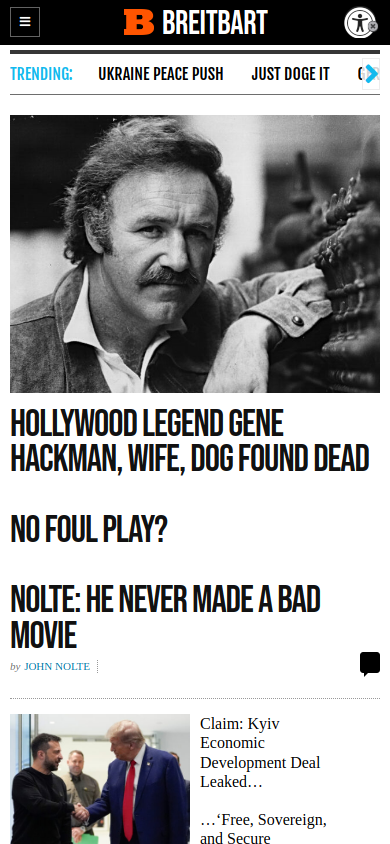 BREITBART
TRENDING:
UKRAINE PEACE PUSH
JUST DOGE IT
HOLLYWOOD LEGEND GENE
HACKMAN, WIFE, DOG FOUND DEAD
NO FOUL PLAY?
NOLTE: HE NEVER MADE A BAD
MOVIE
by JOHN NOLTE
Claim: Kyiv
Economic
Development Deal
Leaked…
…‘Free, Sovereign,
and Secure